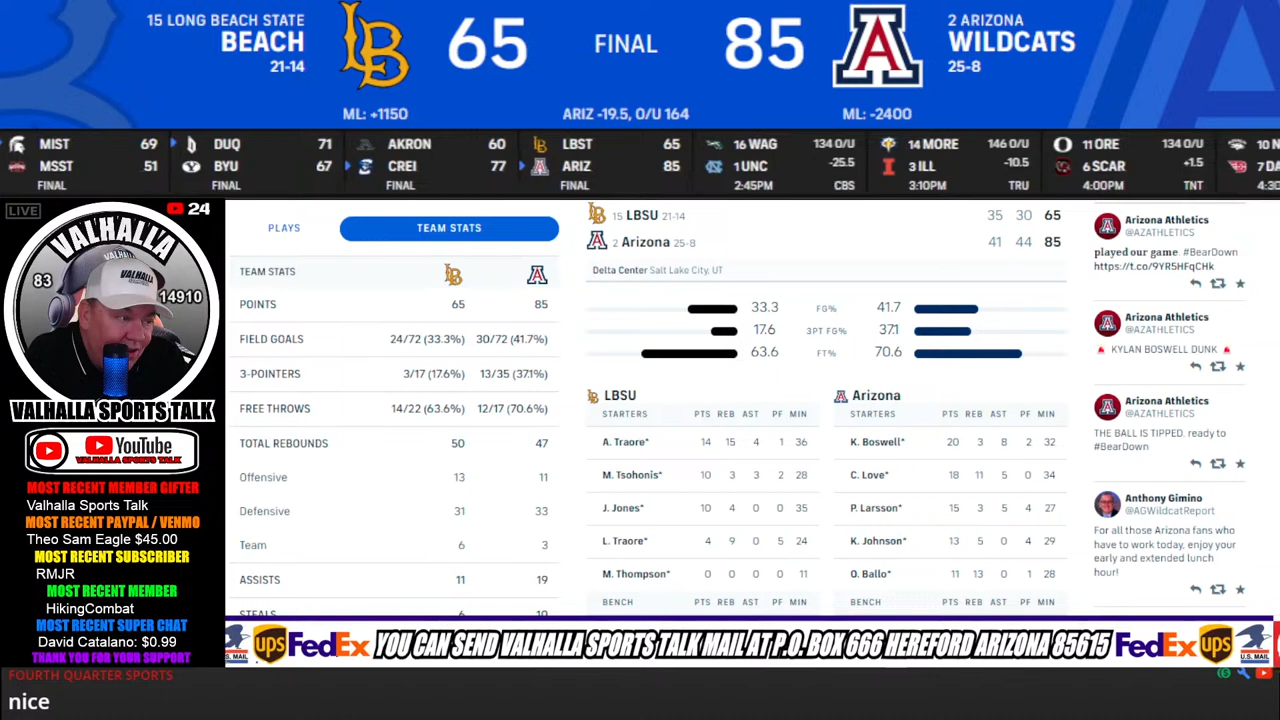 15 LONG BEACH STATE
BEACH
21-14
LB
65
FINAL
85
A
2 ARIZONA
WILDCATS
25-8
ML: +1150
ARIZ -19.5, O/U 164
ML: -2400
MIST 69
MSST 51
FINAL
DUQ 71
BYU 67
FINAL
AKRON 60
CREI 77
FINAL
LBST 65
ARIZ 85
FINAL
16 WAG 134 O/U
1 UNC -25.5
2:45PM CBS
14 MORE 146 O/U
3 ILL -10.5
3:10PM TRU
11 ORE 134 O/U
6 SCAR +1.5
4:00PM TNT
10 N
7 DA
4:30
LIVE
24
VALHALLA
83
14910
VALHALLA SPORTS TALK
YouTube
VALHALLA SPORTS TALK
MOST RECENT MEMBER GIFTER
Valhalla Sports Talk
MOST RECENT PAYPAL / VENMO
Theo Sam Eagle $45.00
MOST RECENT SUBSCRIBER
RMJR
MOST RECENT MEMBER
HikingCombat
MOST RECENT SUPER CHAT
David Catalano: $0.99
THANK YOU FOR YOUR SUPPORT
PLAYS
TEAM STATS
TEAM STATS
POINTS 65 85
FIELD GOALS 24/72 (33.3%) 30/72 (41.7%)
3-POINTERS 3/17 (17.6%) 13/35 (37.1%)
FREE THROWS 14/22 (63.6%) 12/17 (70.6%)
TOTAL REBOUNDS 50 47
Offensive 13 11
Defensive 31 33
Team 6 3
ASSISTS 11 19
STEALS 6 10
15 LBSU 21-14 35 30 65
2 Arizona 25-8 41 44 85
Delta Center Salt Lake City, UT
33.3 FG% 41.7
17.6 3PT FG% 37.1
63.6 FT% 70.6
LBSU
STARTERS PTS REB AST PF MIN
A. Traore* 14 15 4 1 36
M. Tsohonis* 10 3 3 2 28
J. Jones* 10 4 0 0 35
L. Traore* 4 9 0 5 24
M. Thompson* 0 0 0 0 11
BENCH PTS REB AST PF MIN
Arizona
STARTERS PTS REB AST PF MIN
K. Boswell* 20 3 8 2 32
C. Love* 18 11 5 0 34
P. Larsson* 15 3 5 4 27
K. Johnson* 13 5 0 4 29
O. Ballo* 11 13 0 1 28
BENCH PTS REB AST PF MIN
Arizona Athletics
@AZATHLETICS
played our game. #BearDown
https://t.co/9YR5HFqCHk
Arizona Athletics
@AZATHLETICS
KYLAN BOSWELL DUNK
Arizona Athletics
@AZATHLETICS
THE BALL IS TIPPED. ready to
#BearDown
Anthony Gimino
@AGWildcatReport
For all those Arizona fans who
have to work today, enjoy your
early and extended lunch
hour!
U.S. MAIL ups FedEx YOU CAN SEND VALHALLA SPORTS TALK MAIL AT P.O. BOX 666 HEREFORD ARIZONA 85615 FedEx ups U.S. MAIL
FOURTH QUARTER SPORTS
nice